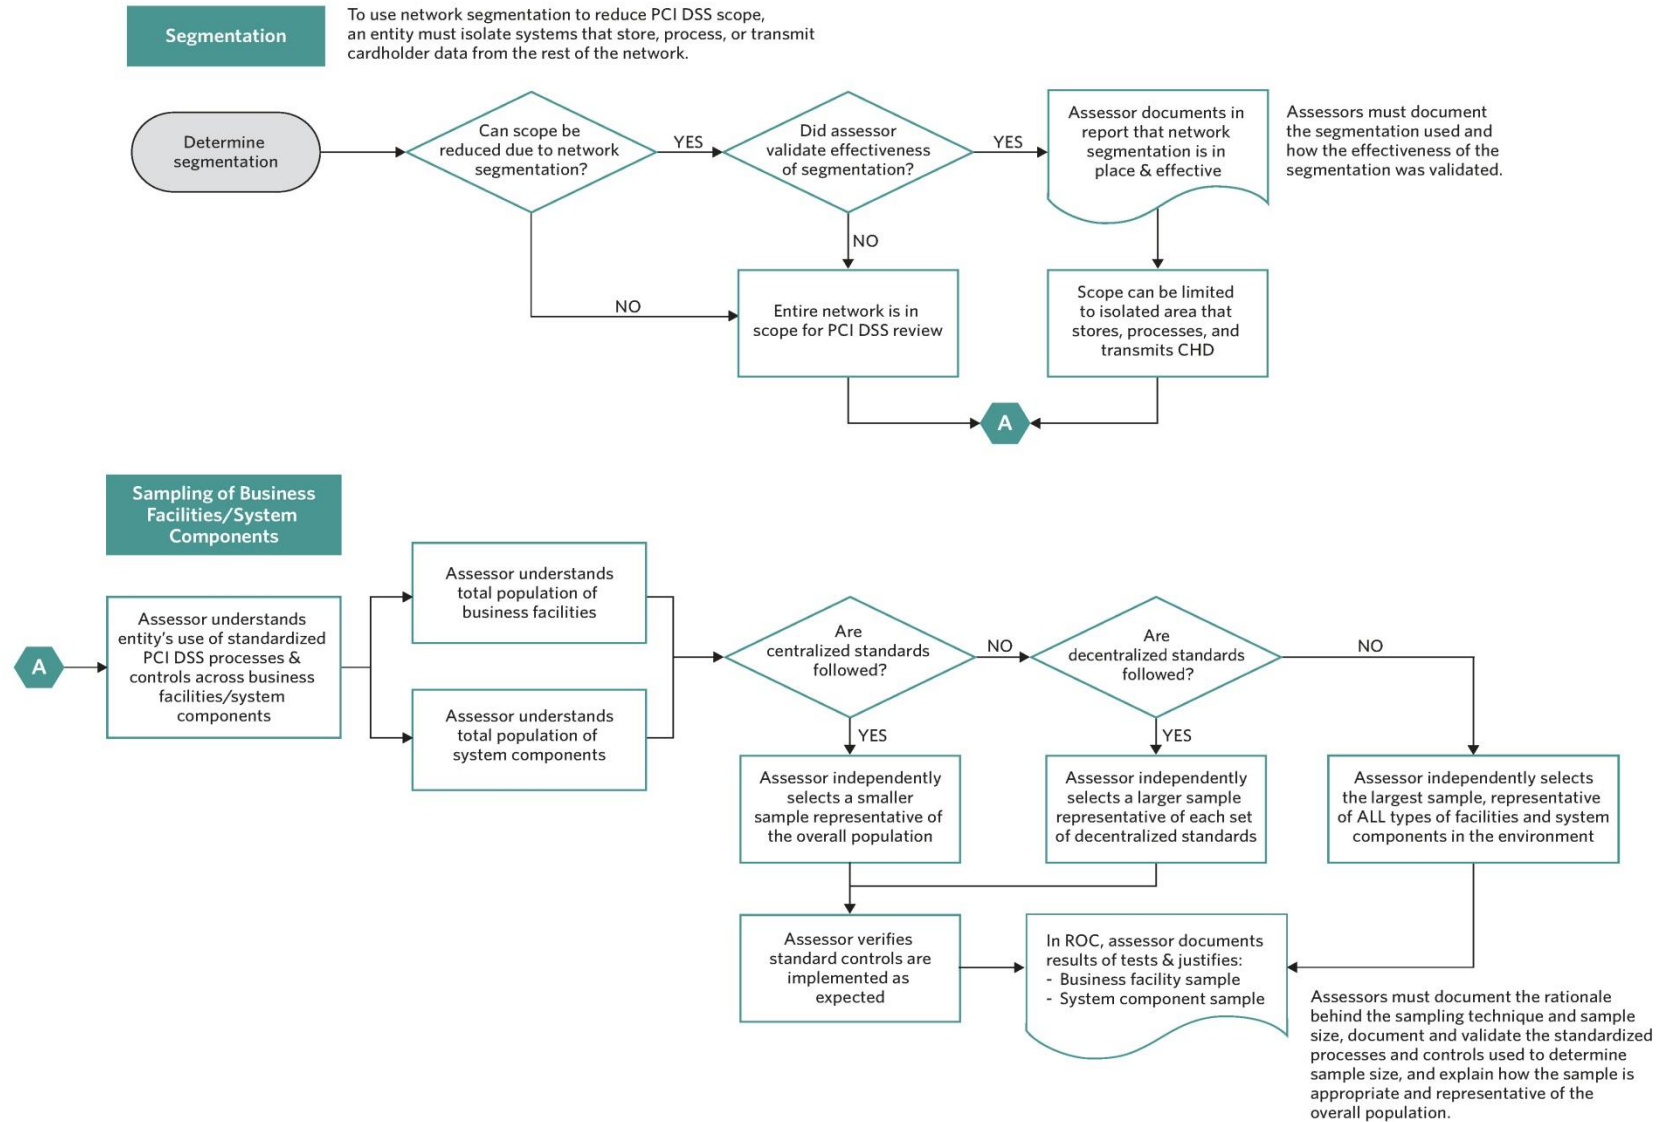 Segmentation
To use network segmentation to reduce PCI DSS scope,
an entity must isolate systems that store, process, or transmit
cardholder data from the rest of the network.
Determine
segmentation
Can scope be
reduced due to network
segmentation?
YES
Did assessor
validate effectiveness
of segmentation?
YES
Assessor documents in
report that network
segmentation is in
place & effective
Assessors must document
the segmentation used and
how the effectiveness of the
segmentation was validated.
NO
NO
Entire network is in
scope for PCI DSS review
Scope can be limited
to isolated area that
stores, processes, and
transmits CHD
A
Sampling of Business
Facilities/System
Components
A
Assessor understands
entity's use of standardized
PCI DSS processes &
controls across business
facilities/system
components
Assessor understands
total population of
business facilities
Assessor understands
total population of
system components
Are
centralized standards
followed?
NO
Are
decentralized standards
followed?
NO
YES
YES
Assessor independently
selects a smaller
sample representative of
the overall population
Assessor independently
selects a larger sample
representative of each set
of decentralized standards
Assessor independently selects
the largest sample, representative
of ALL types of facilities and system
components in the environment
Assessor verifies
standard controls are
implemented as
expected
In ROC, assessor documents
results of tests & justifies:
- Business facility sample
- System component sample
Assessors must document the rationale
behind the sampling technique and sample
size, document and validate the standardized
processes and controls used to determine
sample size, and explain how the sample is
appropriate and representative of the
overall population.